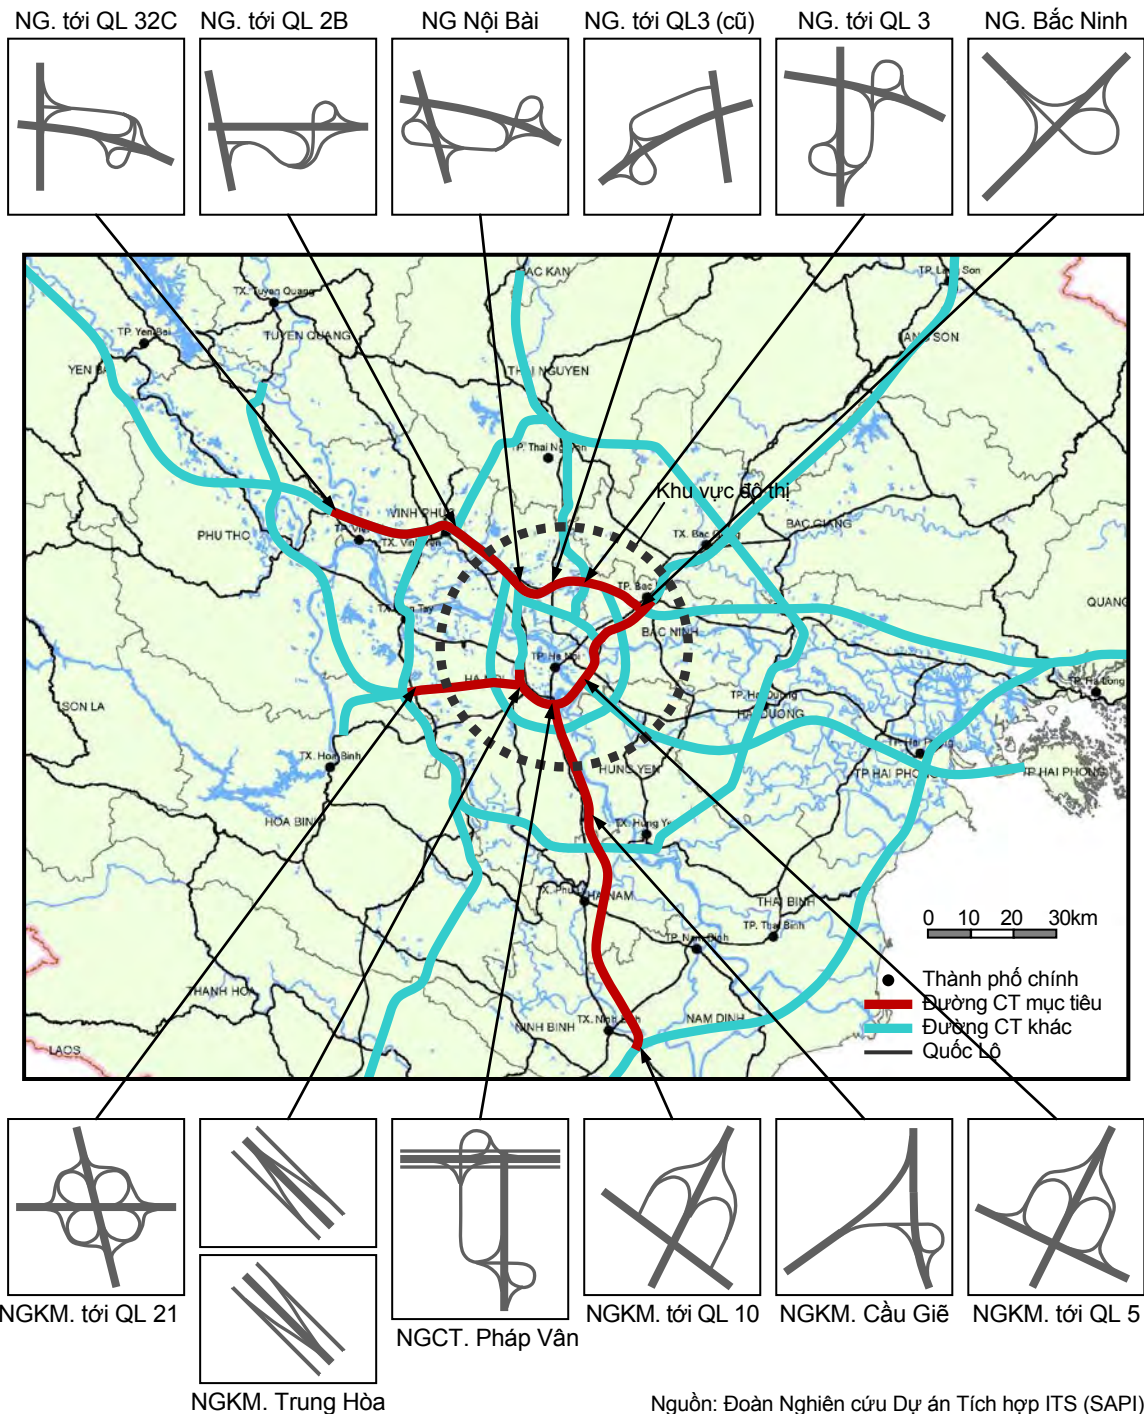 NG. tới QL 32C
NG. tới QL 2B
NG Nội Bài
NG. tới QL3 (cũ)
NG. tới QL 3
NG. Bắc Ninh
BAC KAN
TP. Lang Son
TX. Tuyen Quang
TP. Yen Bai
TUYEN QUANG
LANG SON
YEN BAI
THAI NGUYEN
TP. Thai Nguyen
Khu vực đô thị
VINH PHUC
BAC GIANG
PHU THO
TX. Vinh Yen
TX. Bac Giang
TP. Bac
QUANG
BAC NINH
TP. Ha Noi
SON LA
TP. Hai Duong
HAI DUONG
TP. Ha Long
TX. Hoa Binh
HUNG YEN
TP HAI PHONG
TP HAI PHONG
HOA BINH
TX. Hung Yen
TX. Phu Ly
HA NAM
THAI BINH
TP. Thai Binh
TP. Nam Dinh
THANH HOA
TX. Ninh Binh
NINH BINH
NAM DINH
LAOS
0 10 20 30km
Thành phố chính
Đường CT mục tiêu
Đường CT khác
Quốc Lộ
NGKM. tới QL 21
NGKM. Trung Hòa
NGCT. Pháp Vân
NGKM. tới QL 10
NGKM. Cầu Giẽ
NGKM. tới QL 5
Nguồn: Đoàn Nghiên cứu Dự án Tích hợp ITS (SAPI)